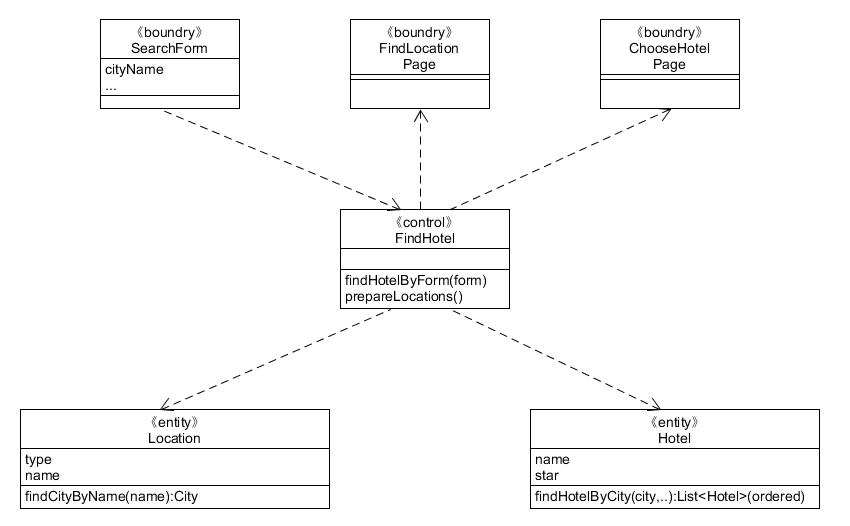 《boundry》
SearchForm
cityName
...
《boundry》
FindLocation
Page
《boundry》
ChooseHotel
Page
《control》
FindHotel
findHotelByForm(form)
prepareLocations()
《entity》
Location
type
name
findCityByName(name):City
《entity》
Hotel
name
star
findHotelByCity(city,..):List<Hotel>(ordered)